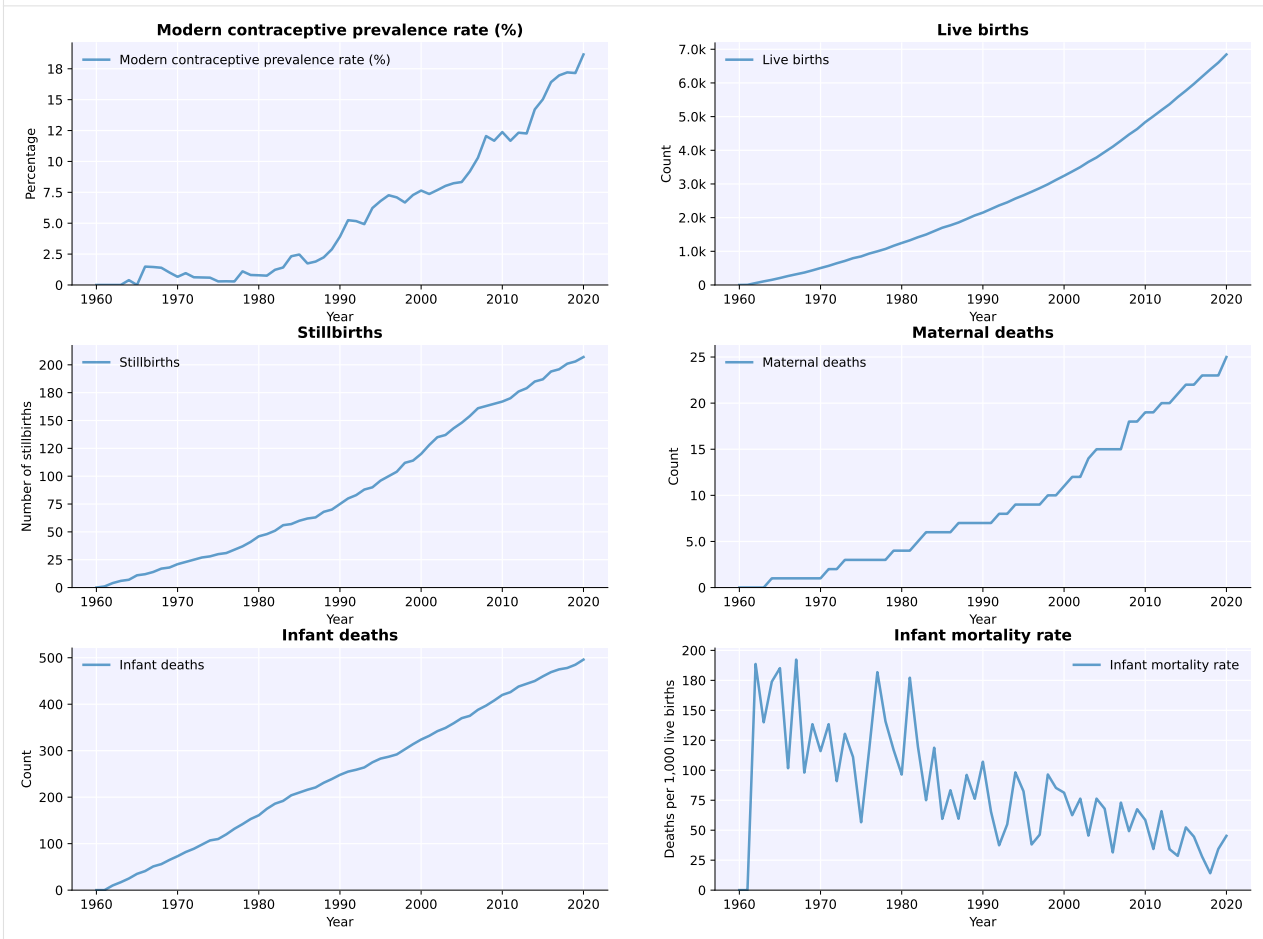 Modern contraceptive prevalence rate (%)
Modern contraceptive prevalence rate (%)
18
15
12
10
7.5
5.0
2.5
0
Percentage
1960 1970 1980 1990 2000 2010 2020
Year
Live births
Live births
7.0k
6.0k
5.0k
4.0k
3.0k
2.0k
1.0k
0
Count
1960 1970 1980 1990 2000 2010 2020
Year
Stillbirths
Stillbirths
200
180
150
120
100
75
50
25
0
Number of stillbirths
1960 1970 1980 1990 2000 2010 2020
Year
Maternal deaths
Maternal deaths
25
20
15
10
5.0
0
Count
1960 1970 1980 1990 2000 2010 2020
Year
Infant deaths
Infant deaths
500
400
300
200
100
0
Count
1960 1970 1980 1990 2000 2010 2020
Year
Infant mortality rate
Infant mortality rate
200
180
150
120
100
75
50
25
0
Deaths per 1,000 live births
1960 1970 1980 1990 2000 2010 2020
Year